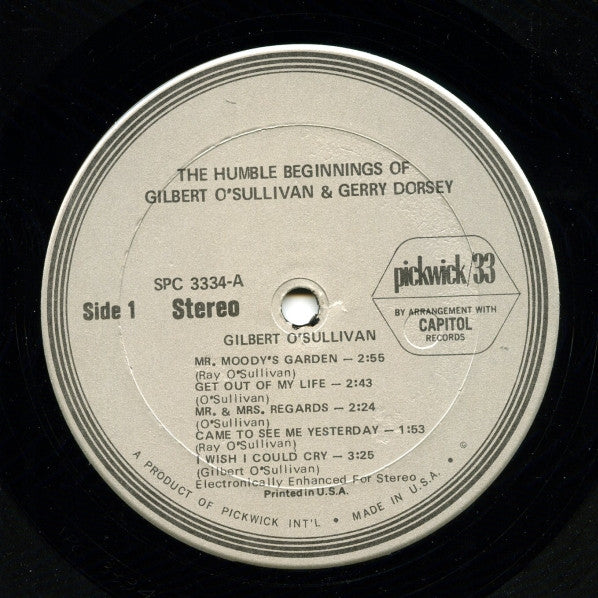 THE HUMBLE BEGINNINGS OF
GILBERT O'SULLIVAN & GERRY DORSEY
SPC 3334-A
Side 1 Stereo
pickwick/33
BY ARRANGEMENT WITH
CAPITOL
RECORDS
GILBERT O'SULLIVAN
MR. MOODY'S GARDEN — 2:55
(Ray O'Sullivan)
GET OUT OF MY LIFE — 2:43
(O'Sullivan)
MR. & MRS. REGARDS — 2:24
(O'Sullivan)
CAME TO SEE ME YESTERDAY — 1:53
(Ray O'Sullivan)
I WISH I COULD CRY — 3:25
(Gilbert O'Sullivan)
Electronically Enhanced For Stereo
Printed in U.S.A.
A PRODUCT OF PICKWICK INT'L • MADE IN U.S.A. • ©